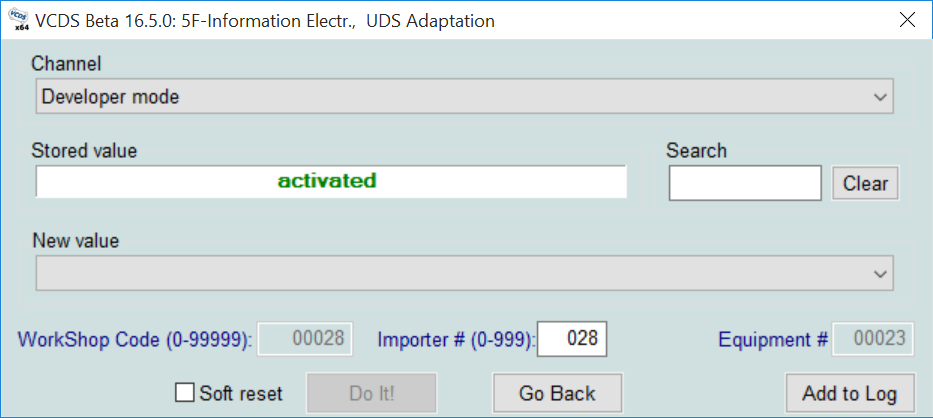 VCDS x64 VCDS Beta 16.5.0: 5F-Information Electr., UDS Adaptation
Channel
Developer mode
Stored value Search
activated Clear
New value
WorkShop Code (0-99999): 00028 Importer # (0-999): 028 Equipment # 00023
Soft reset Do It! Go Back Add to Log